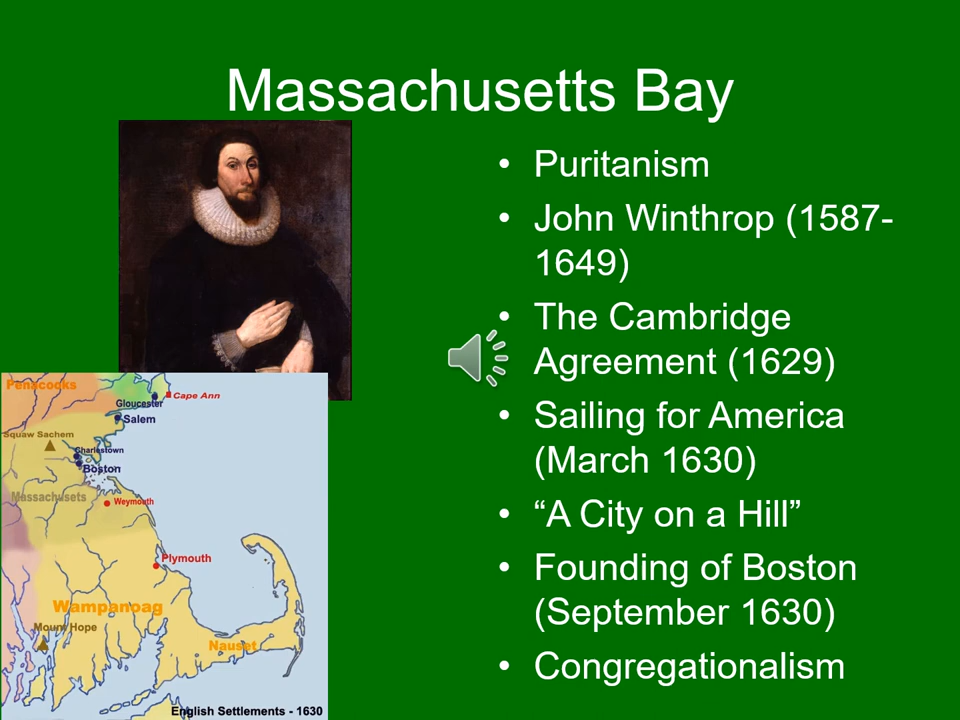 Massachusetts Bay
• Puritanism
• John Winthrop (1587-
1649)
• The Cambridge
Agreement (1629)
• Sailing for America
(March 1630)
• “A City on a Hill”
• Founding of Boston
(September 1630)
• Congregationalism
Penacooks
Cape Ann
Gloucester
Salem
Squaw Sachem
Charlestown
Boston
Massachusets
Weymouth
Plymouth
Wampanoag
Mount Hope
Nauset
English Settlements - 1630